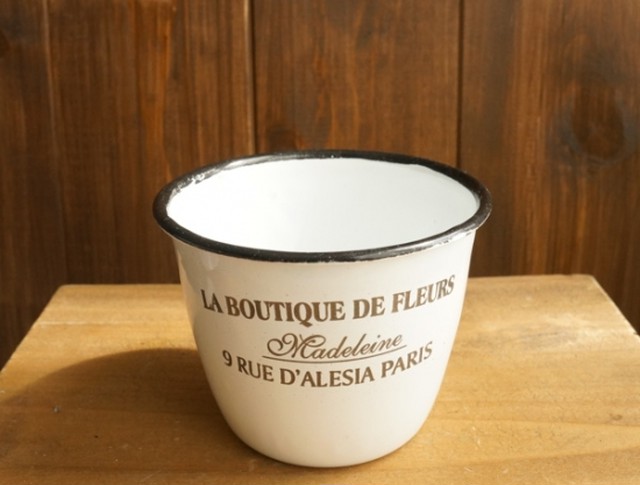 LA BOUTIQUE DE FLEURS
Madeleine
9 RUE D'ALESIA PARIS